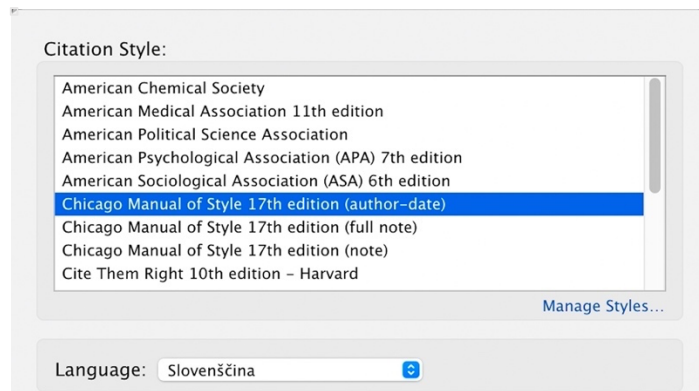 Citation Style:
American Chemical Society
American Medical Association 11th edition
American Political Science Association
American Psychological Association (APA) 7th edition
American Sociological Association (ASA) 6th edition
Chicago Manual of Style 17th edition (author-date)
Chicago Manual of Style 17th edition (full note)
Chicago Manual of Style 17th edition (note)
Cite Them Right 10th edition - Harvard
Manage Styles...
Language: Slovenščina